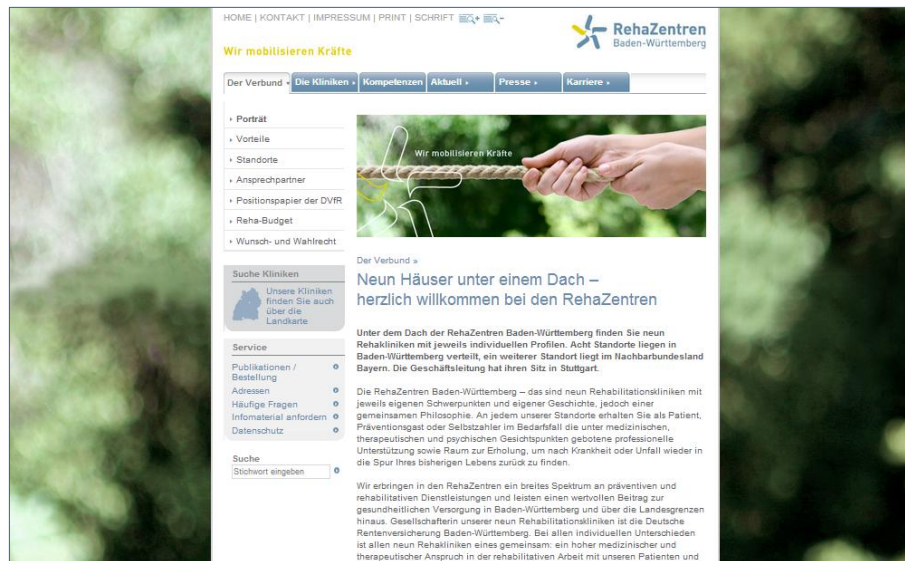 HOME | KONTAKT | IMPRESSUM | PRINT | SCHRIFT + -
RehaZentren
Baden-Württemberg
Wir mobilisieren Kräfte
Der Verbund Die Kliniken Kompetenzen Aktuell Presse Karriere
Porträt
Vorteile
Standorte
Ansprechpartner
Positionspapier der DVfR
Reha-Budget
Wunsch- und Wahlrecht
Suche Kliniken
Unsere Kliniken
finden Sie auch
über die
Landkarte
Service
Publikationen /
Bestellung
Adressen
Häufige Fragen
Infomaterial anfordern
Datenschutz
Suche
Stichwort eingeben
Wir mobilisieren Kräfte
Der Verbund »
Neun Häuser unter einem Dach –
herzlich willkommen bei den RehaZentren
Unter dem Dach der RehaZentren Baden-Württemberg finden Sie neun
Rehakliniken mit jeweils individuellen Profilen. Acht Standorte liegen in
Baden-Württemberg verteilt, ein weiterer Standort liegt im Nachbarbundesland
Bayern. Die Geschäftsleitung hat ihren Sitz in Stuttgart.
Die RehaZentren Baden-Württemberg – das sind neun Rehabilitationskliniken mit
jeweils eigenen Schwerpunkten und eigener Geschichte, jedoch einer
gemeinsamen Philosophie. An jedem unserer Standorte erhalten Sie als Patient,
Präventionsgast oder Selbstzahler im Bedarfsfall die unter medizinischen,
therapeutischen und psychischen Gesichtspunkten gebotene professionelle
Unterstützung sowie Raum zur Erholung, um nach Krankheit oder Unfall wieder in
die Spur Ihres bisherigen Lebens zurück zu finden.
Wir erbringen in den RehaZentren ein breites Spektrum an präventiven und
rehabilitativen Dienstleistungen und leisten einen wertvollen Beitrag zur
gesundheitlichen Versorgung in Baden-Württemberg und über die Landesgrenzen
hinaus. Gesellschafterin unserer neun Rehabilitationskliniken ist die Deutsche
Rentenversicherung Baden-Württemberg. Bei allen individuellen Unterschieden
ist allen neun Rehakliniken eines gemeinsam: ein hoher medizinischer und
therapeutischer Anspruch in der rehabilitativen Arbeit mit unseren Patienten und